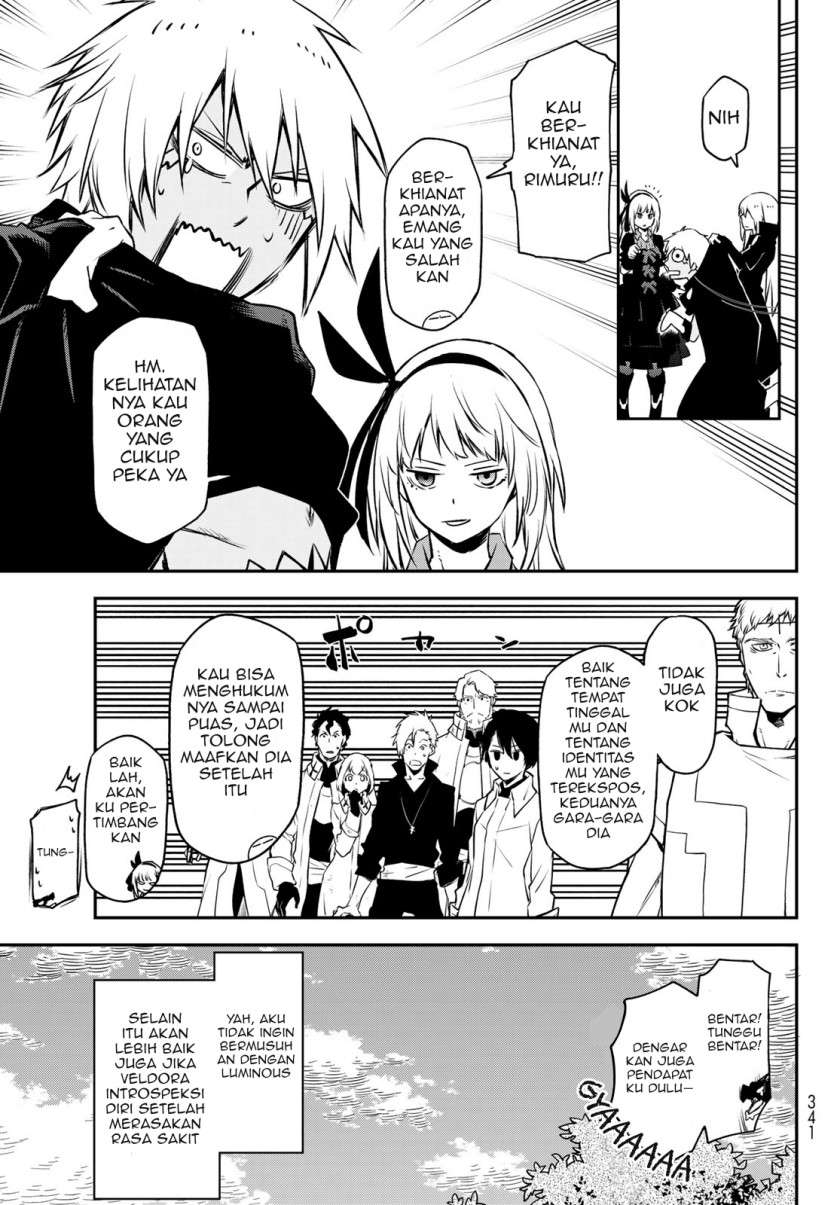 NIH
KAU
BER-
KHIANAT
YA,
RIMURU!!
BER-
KHIANAT
APANYA,
EMANG
KAU YANG
SALAH
KAN
HM.
KELIHATAN
NYA KAU
ORANG
YANG
CUKUP
PEKA YA
TIDAK
JUGA
KOK
BAIK
TENTANG
TEMPAT
TINGGAL
MU DAN
TENTANG
IDENTITAS
MU YANG
TEREKSPOS,
KEDUANYA
GARA-GARA
DIA
ポカン
KAU BISA
MENGHUKUM
NYA SAMPAI
PUAS, JADI
TOLONG
MAAFKAN DIA
SETELAH
ITU
BAIK
LAH,
AKAN
KU PER-
TIMBANG
KAN
TUNG-
BENTAR!
TUNGGU
BENTAR!
DENGAR
KAN JUGA
PENDAPAT
KU DULU-
GYAAAAAA
YAH, AKU
TIDAK INGIN
BERMUSUH
AN DENGAN
LUMINOUS
SELAIN
ITU AKAN
LEBIH BAIK
JUGA JIKA
VELDORA
INTROSPEKSI
DIRI SETELAH
MERASAKAN
RASA SAKIT
341